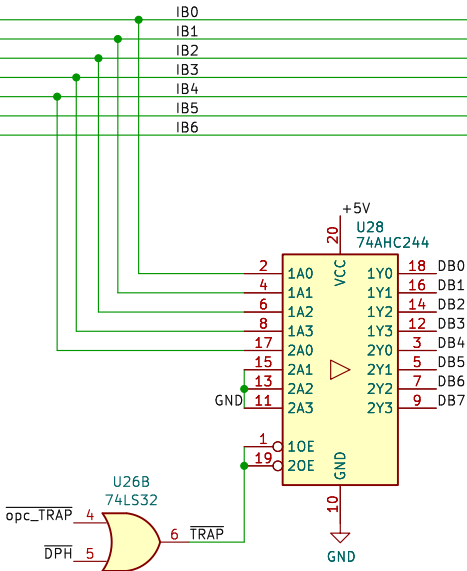 IB0
IB1
IB2
IB3
IB4
IB5
IB6
+5V
U28
74AHC244
20
VCC
2 1A0 1Y0 18 DB0
4 1A1 1Y1 16 DB1
6 1A2 1Y2 14 DB2
8 1A3 1Y3 12 DB3
17 2A0 2Y0 3 DB4
15 2A1 2Y1 5 DB5
13 2A2 2Y2 7 DB6
GND 11 2A3 2Y3 9 DB7
1 1OE
19 2OE
GND
10
GND
U26B
74LS32
opc_TRAP 4
6 TRAP
DPH 5